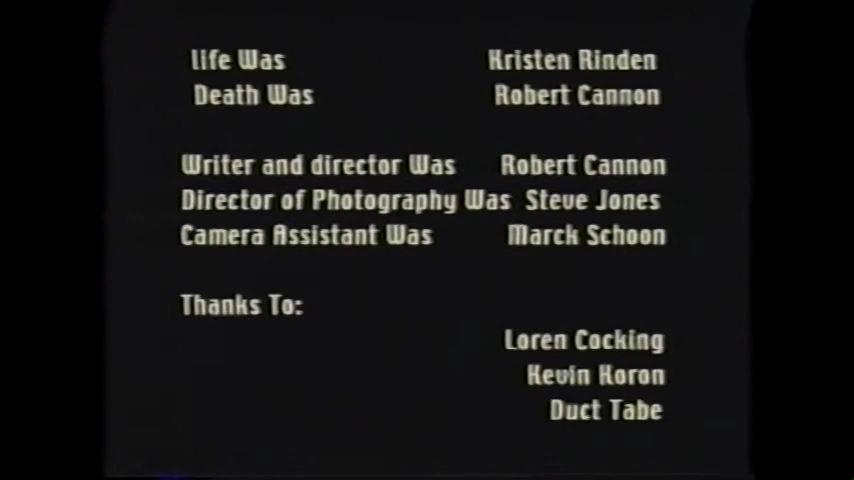 life Was Kristen Rinden
Death Was Robert Cannon
Writer and director Was Robert Cannon
Director of Photography Was Steve Jones
Camera Assistant Was Marck Schoon
Thanks To:
Loren Cocking
Kevin Koron
Duct Tabe